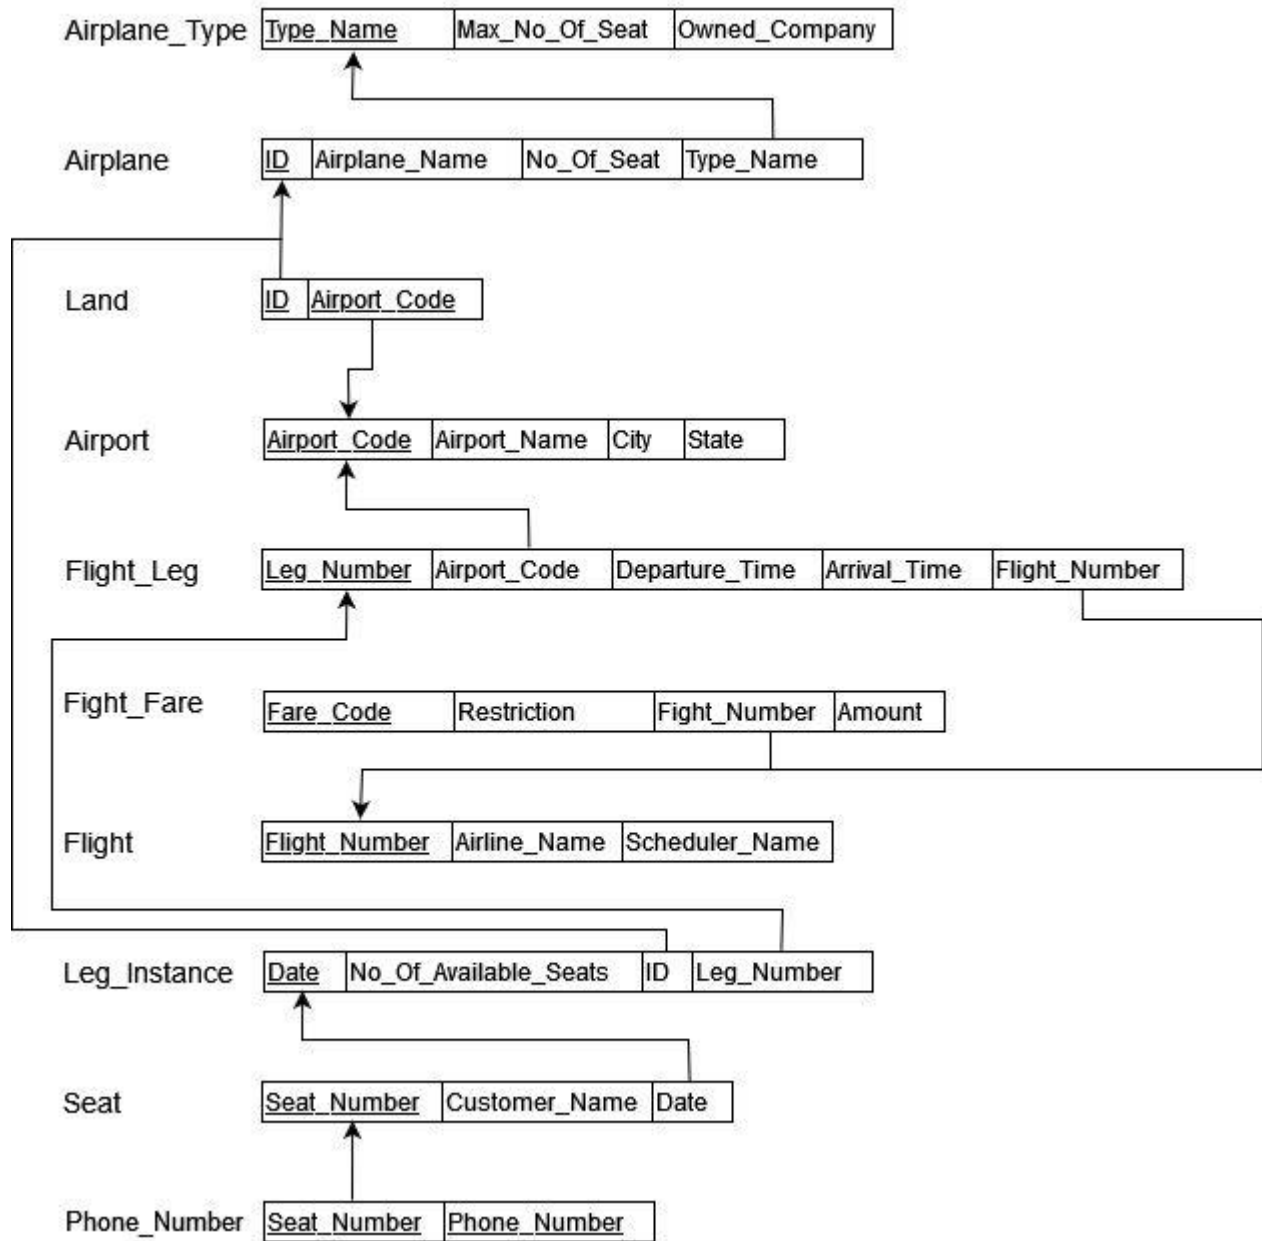 Airplane_Type Type_Name Max_No_Of_Seat Owned_Company
Airplane ID Airplane_Name No_Of_Seat Type_Name
Land ID Airport_Code
Airport Airport_Code Airport_Name City State
Flight_Leg Leg_Number Airport_Code Departure_Time Arrival_Time Flight_Number
Fight_Fare Fare_Code Restriction Fight_Number Amount
Flight Flight_Number Airline_Name Scheduler_Name
Leg_Instance Date No_Of_Available_Seats ID Leg_Number
Seat Seat_Number Customer_Name Date
Phone_Number Seat_Number Phone_Number